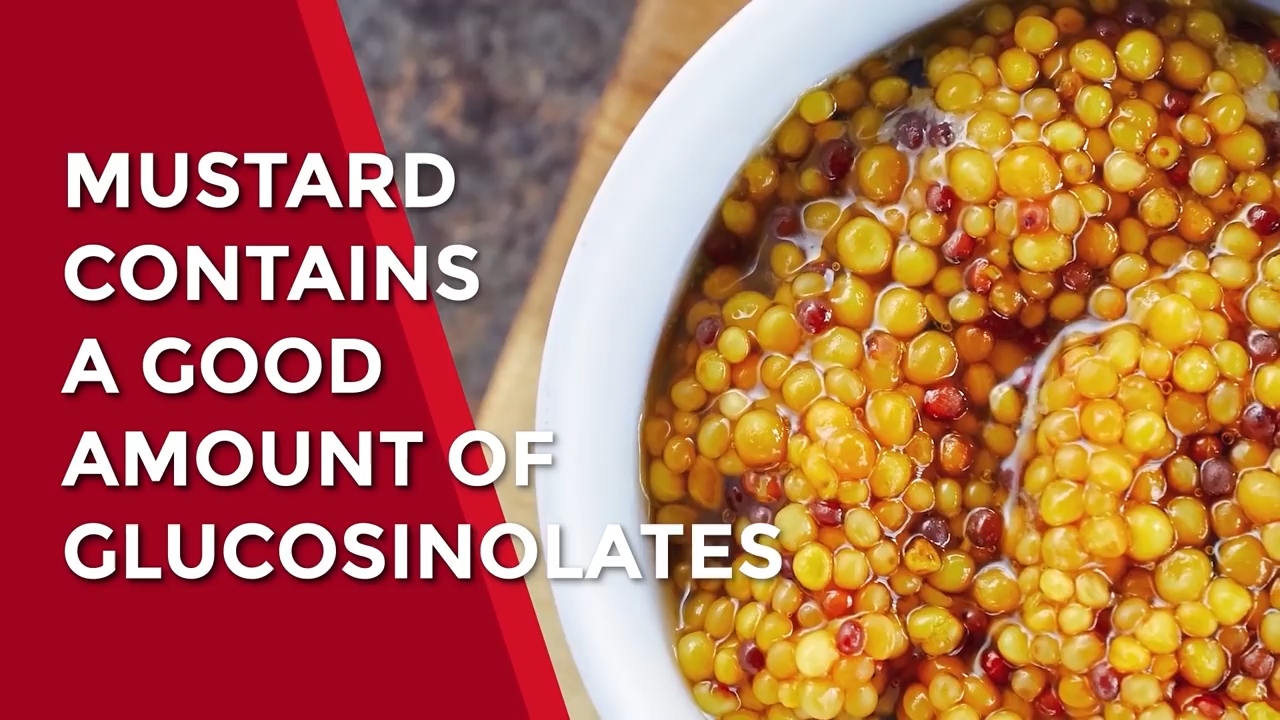 MUSTARD
CONTAINS
A GOOD
AMOUNT OF
GLUCOSINOLATES